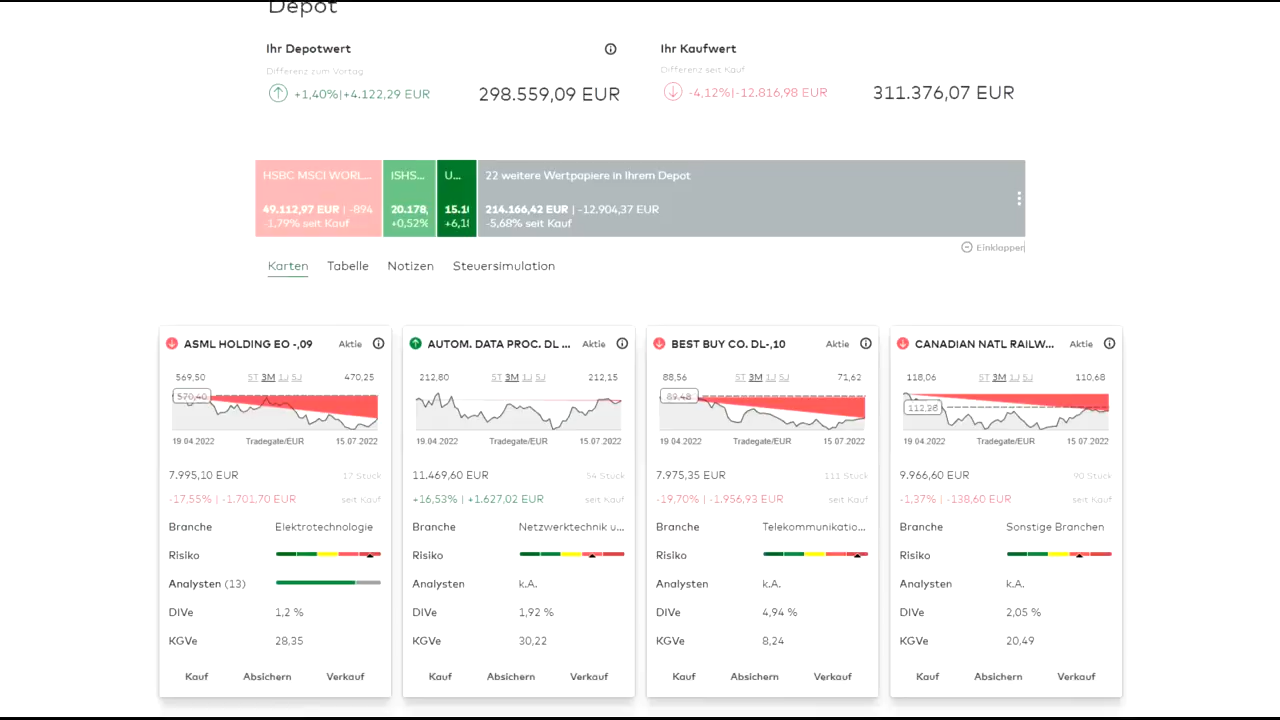 Depot
Ihr Depotwert
Differenz zum Vortag
+1,40%|+4.122,29 EUR
298.559,09 EUR
Ihr Kaufwert
Differenz seit Kauf
-4,12%|-12.816,98 EUR
311.376,07 EUR
HSBC MSCI WORL...
49.112,97 EUR | -894
-1,79% seit Kauf
ISHS...
20.178,
+0,52%
U...
15.1
+6,1
22 weitere Wertpapiere in Ihrem Depot
214.166,42 EUR | -12.904,37 EUR
-5,68% seit Kauf
Einklappen
Karten Tabelle Notizen Steuersimulation
ASML HOLDING EO -,09 Aktie
569,50 5T 3M 1J 5J 470,25
570,40
19.04.2022 Tradegate/EUR 15.07.2022
7.995,10 EUR 17 Stück
-17,55% | -1.701,70 EUR seit Kauf
Branche Elektrotechnologie
Risiko
Analysten (13)
DIVe 1,2 %
KGVe 28,35
Kauf Absichern Verkauf
AUTOM. DATA PROC. DL ... Aktie
212,80 5T 3M 1J 5J 212,15
19.04.2022 Tradegate/EUR 15.07.2022
11.469,60 EUR 54 Stück
+16,53% | +1.627,02 EUR seit Kauf
Branche Netzwerktechnik u...
Risiko
Analysten k.A.
DIVe 1,92 %
KGVe 30,22
Kauf Absichern Verkauf
BEST BUY CO. DL-,10 Aktie
88,56 5T 3M 1J 5J 71,62
89,48
19.04.2022 Tradegate/EUR 15.07.2022
7.975,35 EUR 111 Stück
-19,70% | -1.956,93 EUR seit Kauf
Branche Telekommunikatio...
Risiko
Analysten k.A.
DIVe 4,94 %
KGVe 8,24
Kauf Absichern Verkauf
CANADIAN NATL RAILW... Aktie
118,06 5T 3M 1J 5J 110,68
112,28
19.04.2022 Tradegate/EUR 15.07.2022
9.966,60 EUR 90 Stück
-1,37% | -138,60 EUR seit Kauf
Branche Sonstige Branchen
Risiko
Analysten k.A.
DIVe 2,05 %
KGVe 20,49
Kauf Absichern Verkauf